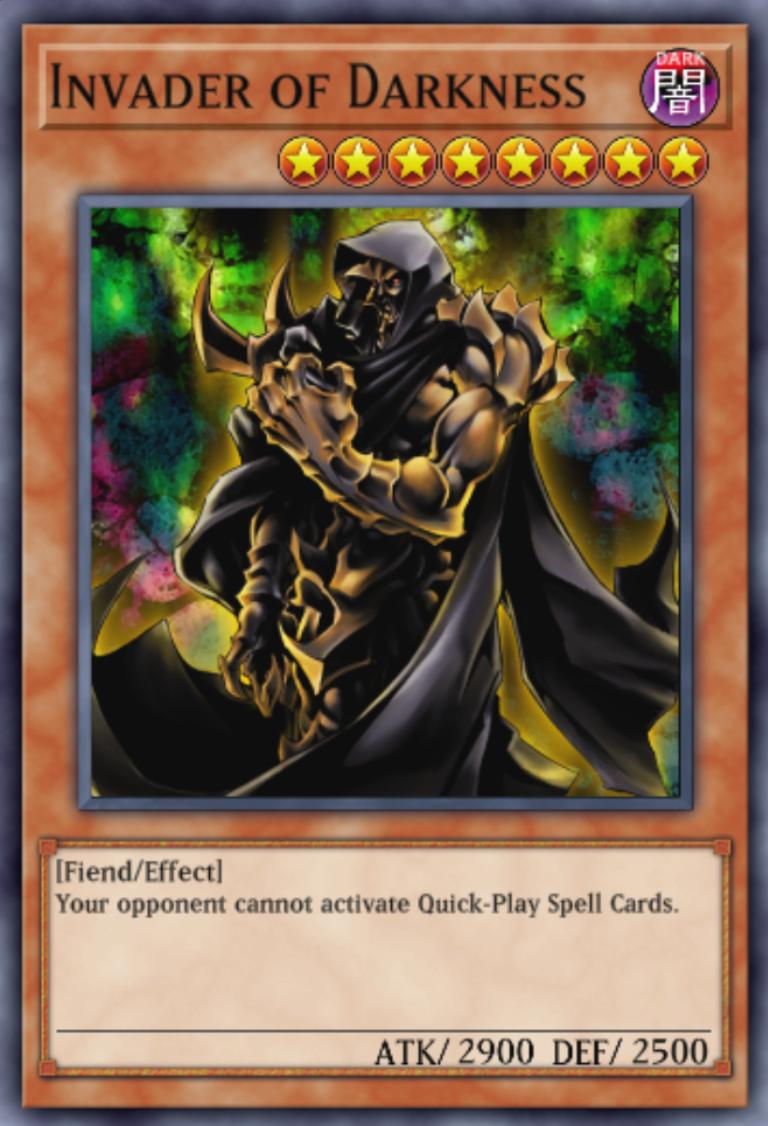 Invader of Darkness
DARK
闇
[Fiend/Effect]
Your opponent cannot activate Quick-Play Spell Cards.
ATK/ 2900 DEF/ 2500